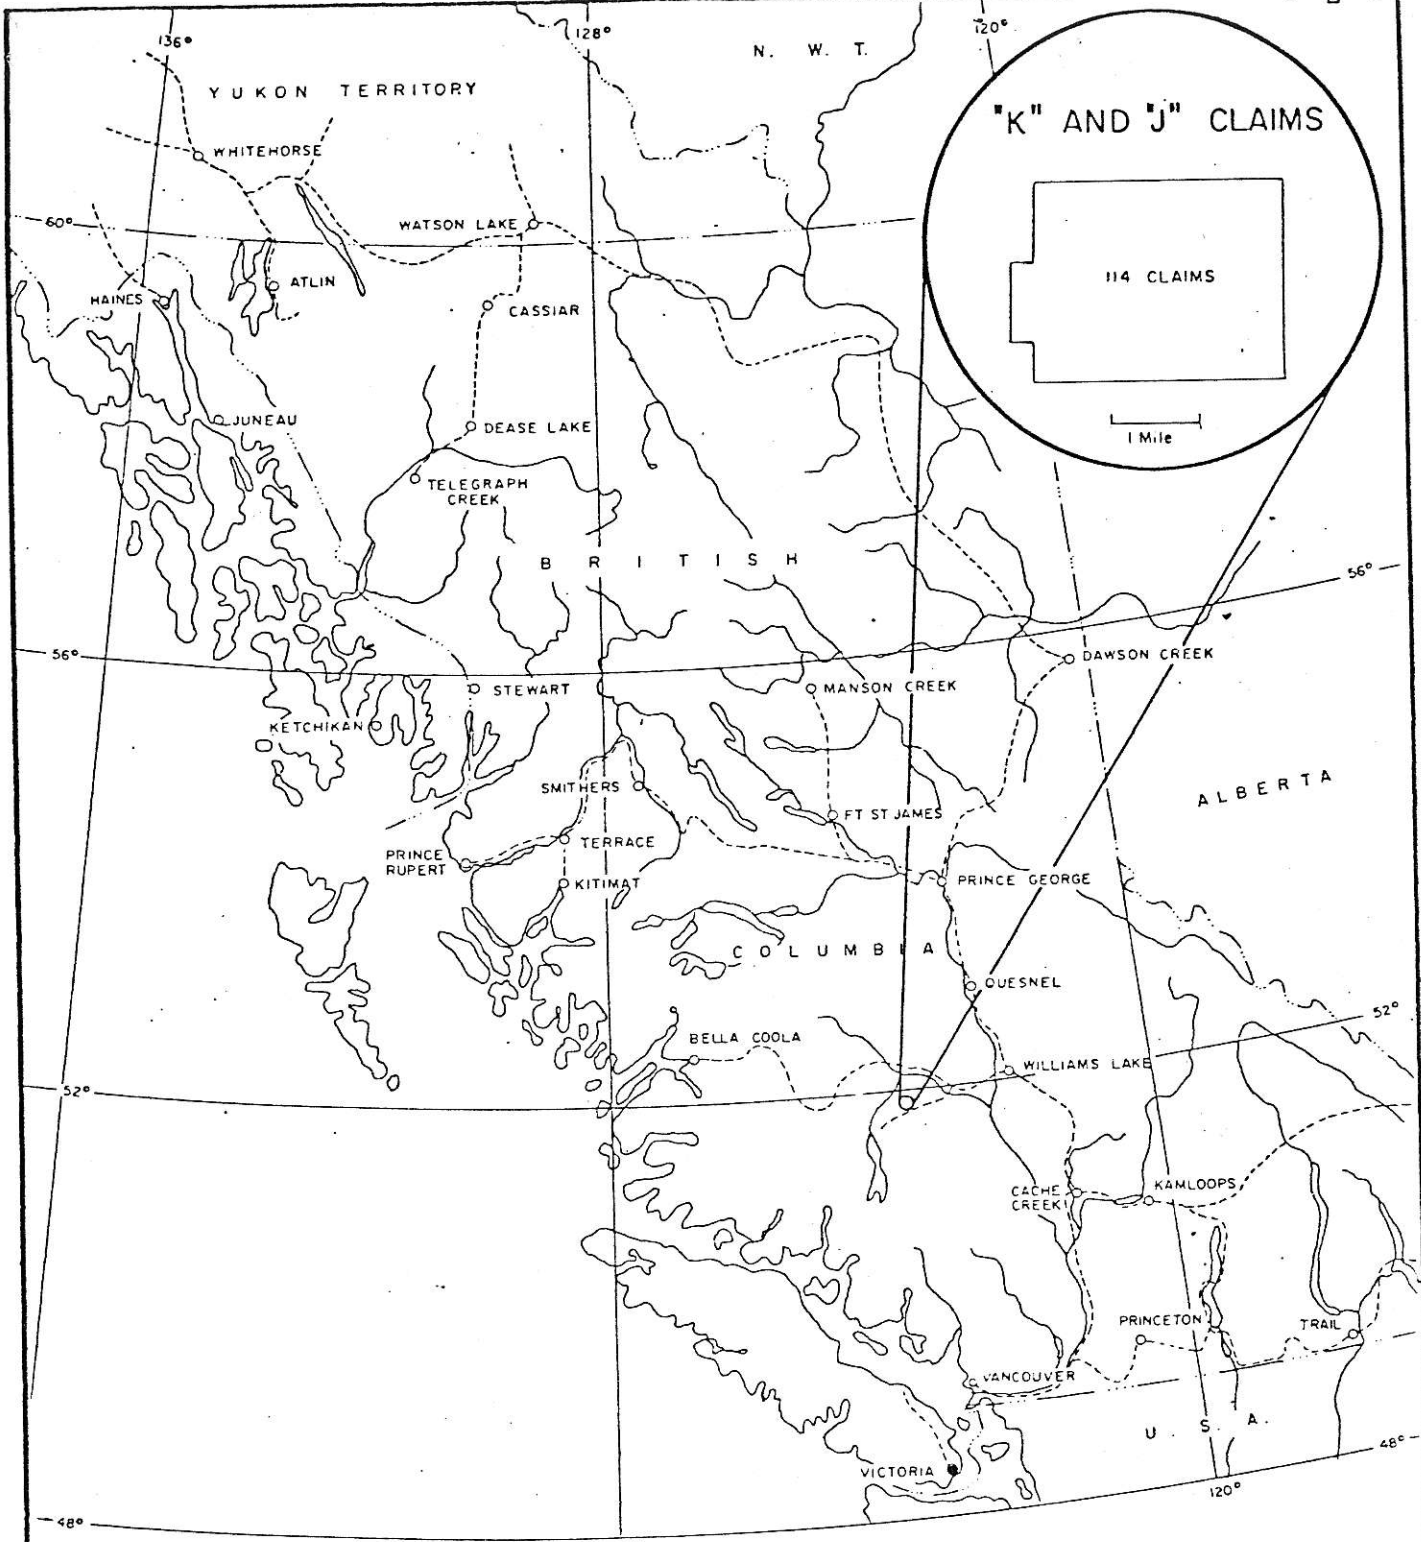 136°
128°
120°
N. W. T.
YUKON TERRITORY
"K" AND "J" CLAIMS
WHITEHORSE
60°
WATSON LAKE
114 CLAIMS
ATLIN
HAINES
CASSIAR
JUNEAU
DEASE LAKE
1 Mile
TELEGRAPH
CREEK
BRITISH
56°
56°
DAWSON CREEK
STEWART
MANSON CREEK
KETCHIKAN
ALBERTA
SMITHERS
FT ST JAMES
TERRACE
PRINCE
RUPERT
KITIMAT
PRINCE GEORGE
COLUMBIA
QUESNEL
52°
BELLA COOLA
WILLIAMS LAKE
52°
CACHE
CREEK
KAMLOOPS
PRINCETON
TRAIL
VANCOUVER
U. S. A.
VICTORIA
48°
120°
48°